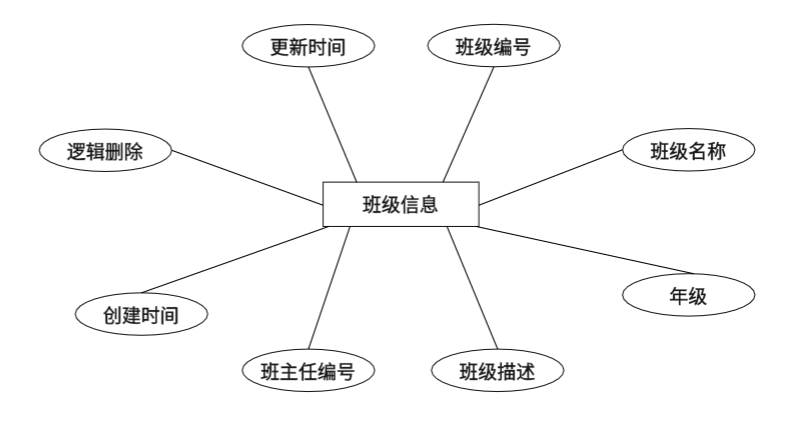 更新时间
班级编号
逻辑删除
班级名称
班级信息
年级
创建时间
班主任编号
班级描述